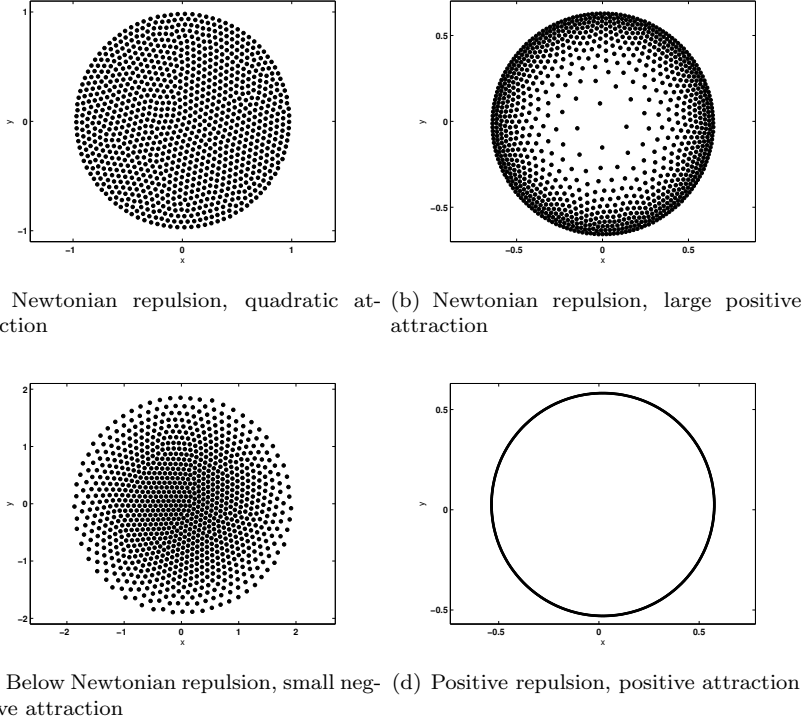 1
0
−1
y
−1
0
1
x
0.5
0
−0.5
y
−0.5
0
0.5
x
Newtonian repulsion, quadratic at-
ction
(b) Newtonian repulsion, large positive
attraction
2
1
0
−1
−2
y
−2
−1
0
1
2
x
0.5
0
−0.5
y
−0.5
0
0.5
x
Below Newtonian repulsion, small neg-
ve attraction
(d) Positive repulsion, positive attraction